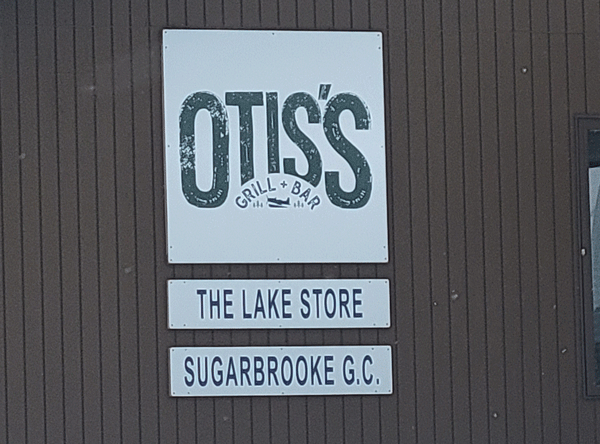 OTIS'S
GRILL + BAR
THE LAKE STORE
SUGARBROOKE G.C.